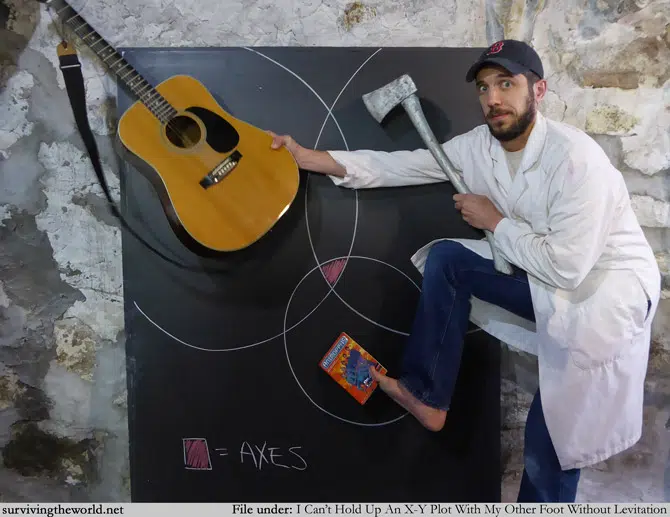 = AXES
survivingtheworld.net
File under: I Can't Hold Up An X-Y Plot With My Other Foot Without Levitation